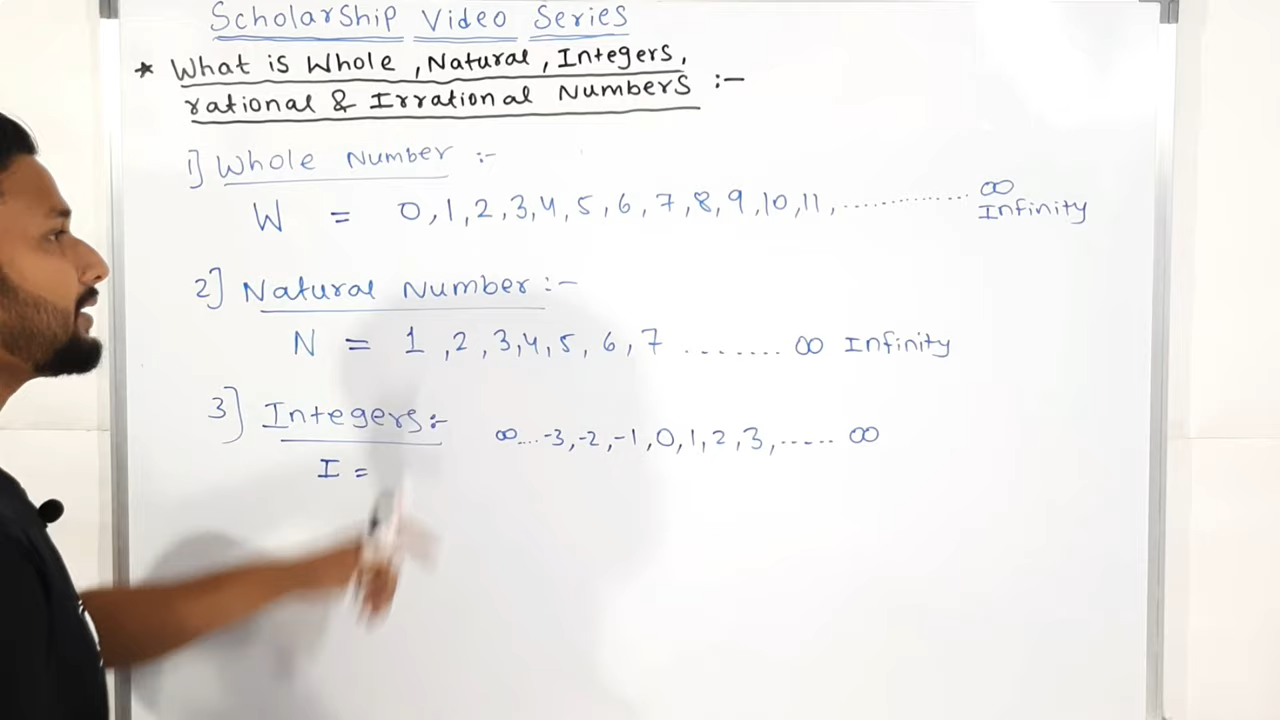 Scholarship Video Series
* What is Whole, Natural, Integers,
rational & Irrational Numbers :-
1] Whole Number :-
W = 0,1,2,3,4,5,6,7,8,9,10,11,.............. ∞
Infinity
2] Natural Number :-
N = 1,2,3,4,5,6,7 ....... ∞ Infinity
3] Integers:-
∞...-3,-2,-1,0,1,2,3,...... ∞
I =